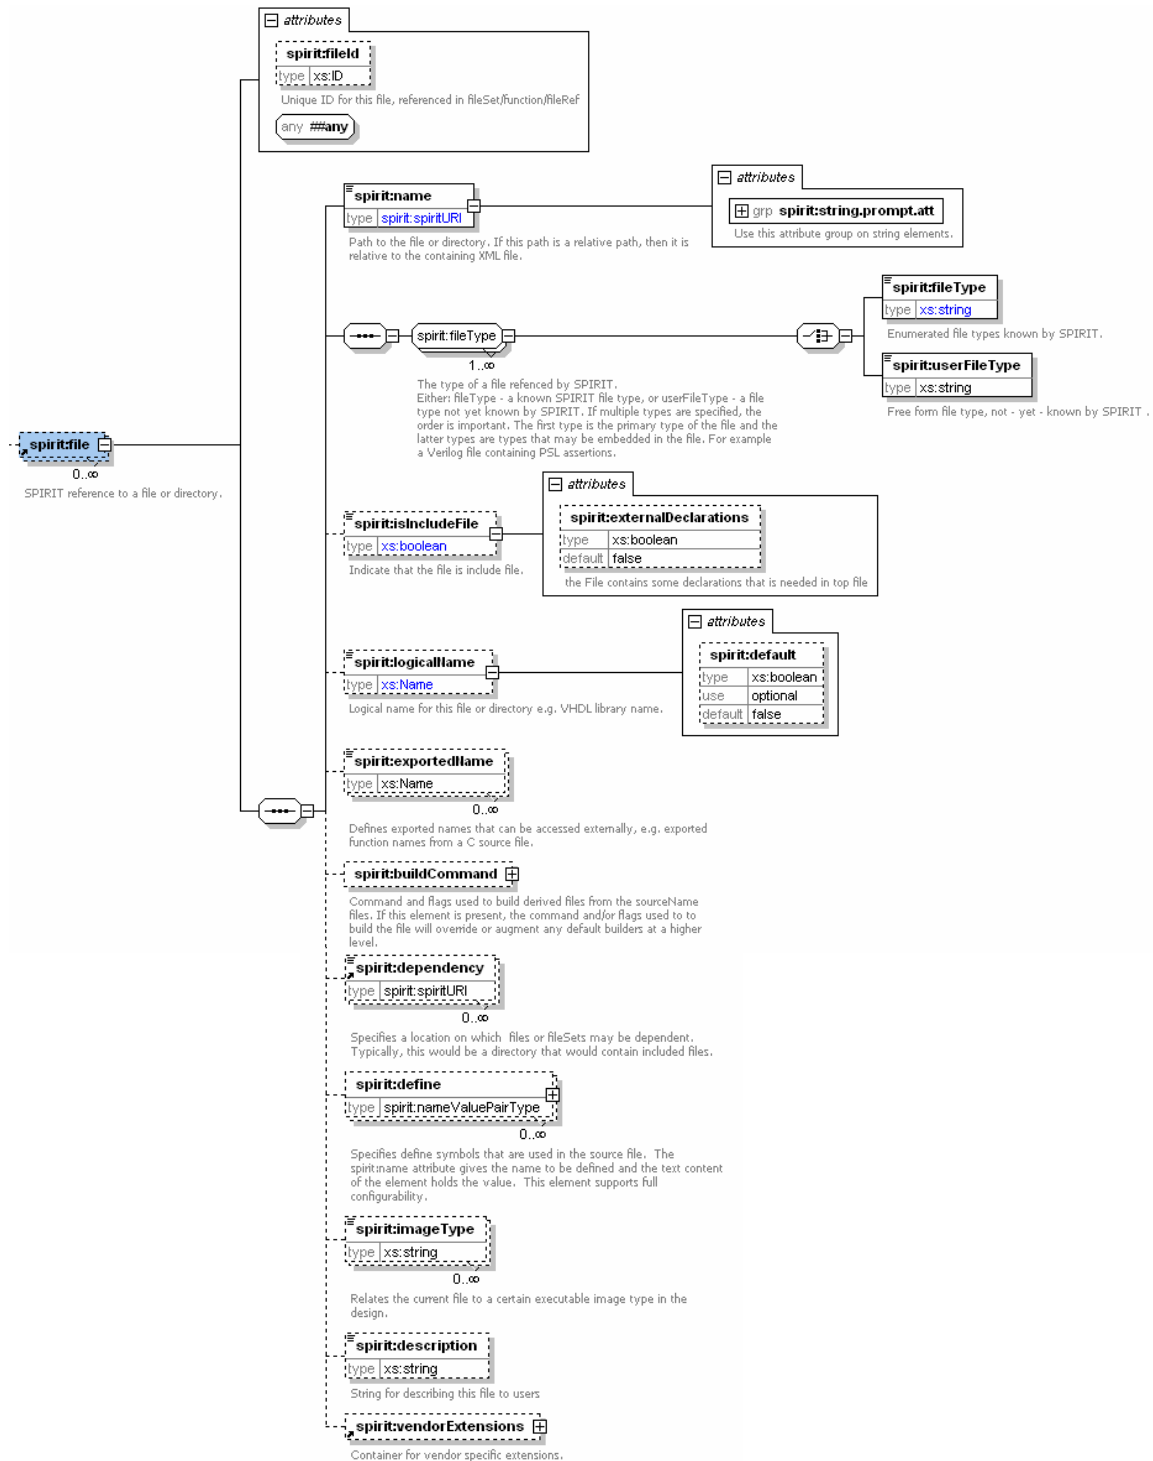 attributes
spirit:fileId
type xs:ID
Unique ID for this file, referenced in fileSet/function/fileRef
any ##any
spirit:name
type spirit:spiritURI
Path to the file or directory. If this path is a relative path, then it is
relative to the containing XML file.
attributes
grp spirit:string.prompt.att
Use this attribute group on string elements.
spirit:fileType
1..∞
The type of a file refenced by SPIRIT.
Either: fileType - a known SPIRIT file type, or userFileType - a file
type not yet known by SPIRIT. If multiple types are specified, the
order is important. The first type is the primary type of the file and the
latter types are types that may be embedded in the file. For example
a Verilog file containing PSL assertions.
spirit:fileType
type xs:string
Enumerated file types known by SPIRIT.
spirit:userFileType
type xs:string
Free form file type, not - yet - known by SPIRIT .
spirit:file
0..∞
SPIRIT reference to a file or directory.
spirit:isIncludeFile
type xs:boolean
Indicate that the file is include file.
attributes
spirit:externalDeclarations
type xs:boolean
default false
the File contains some declarations that is needed in top file
spirit:logicalName
type xs:Name
Logical name for this file or directory e.g. VHDL library name.
attributes
spirit:default
type xs:boolean
use optional
default false
spirit:exportedName
type xs:Name
0..∞
Defines exported names that can be accessed externally, e.g. exported
function names from a C source file.
spirit:buildCommand
Command and flags used to build derived files from the sourceName
files. If this element is present, the command and/or flags used to to
build the file will override or augment any default builders at a higher
level.
spirit:dependency
type spirit:spiritURI
0..∞
Specifies a location on which files or fileSets may be dependent.
Typically, this would be a directory that would contain included files.
spirit:define
type spirit:nameValuePairType
0..∞
Specifies define symbols that are used in the source file. The
spirit:name attribute gives the name to be defined and the text content
of the element holds the value. This element supports full
configurability.
spirit:imageType
type xs:string
0..∞
Relates the current file to a certain executable image type in the
design.
spirit:description
type xs:string
String for describing this file to users
spirit:vendorExtensions
Container for vendor specific extensions.